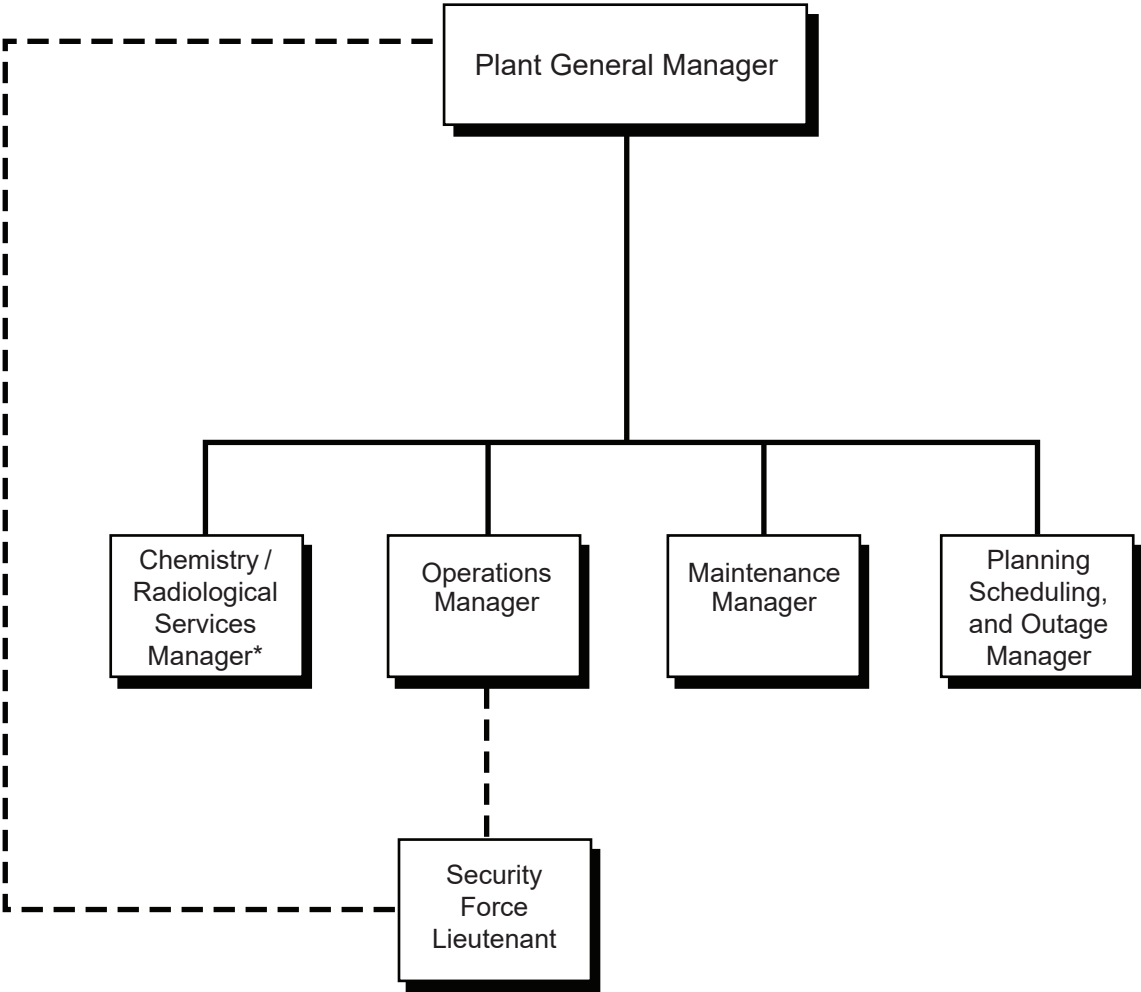 Plant General Manager
Chemistry /
Radiological
Services
Manager*
Operations
Manager
Maintenance
Manager
Planning
Scheduling,
and Outage
Manager
Security
Force
Lieutenant